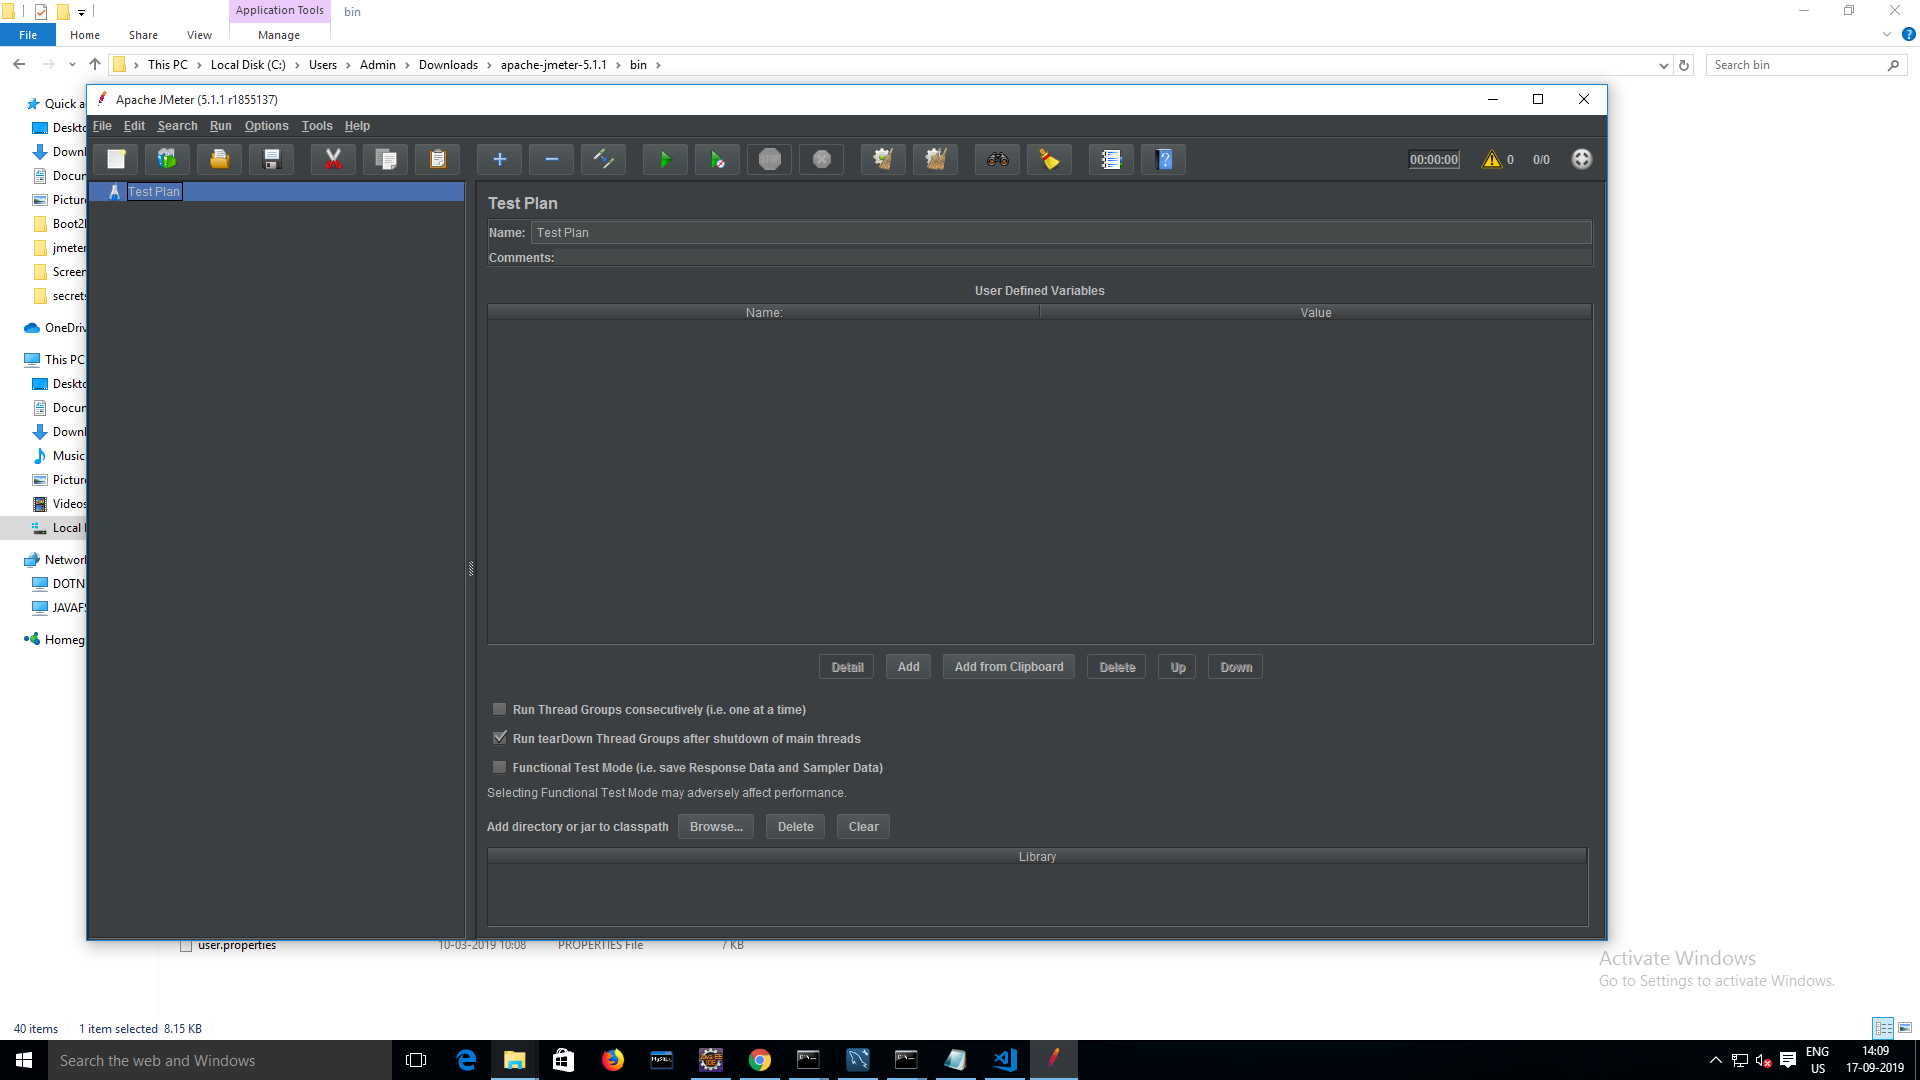 Application Tools bin
File Home Share View Manage
This PC Local Disk (C:) Users Admin Downloads apache-jmeter-5.1.1 bin Search bin
Quick a
Apache JMeter (5.1.1 r1855137)
File Edit Search Run Options Tools Help
STOP
00:00:00 0 0/0
Test Plan
Test Plan
Name: Test Plan
Comments:
User Defined Variables
Name: Value
Detail Add Add from Clipboard Delete Up Down
Run Thread Groups consecutively (i.e. one at a time)
Run tearDown Thread Groups after shutdown of main threads
Functional Test Mode (i.e. save Response Data and Sampler Data)
Selecting Functional Test Mode may adversely affect performance.
Add directory or jar to classpath Browse... Delete Clear
Library
Deskto
Downl
Docun
Picture
Boot2
jmeter
Screen
secrets
OneDriv
This PC
Deskto
Docun
Downl
Music
Picture
Videos
Local
Networ
DOTN
JAVAFS
Homeg
user.properties 10-03-2019 10:08 PROPERTIES File 7 KB
Activate Windows
Go to Settings to activate Windows.
40 items 1 item selected 8.15 KB
Search the web and Windows
ENG
US
14:09
17-09-2019